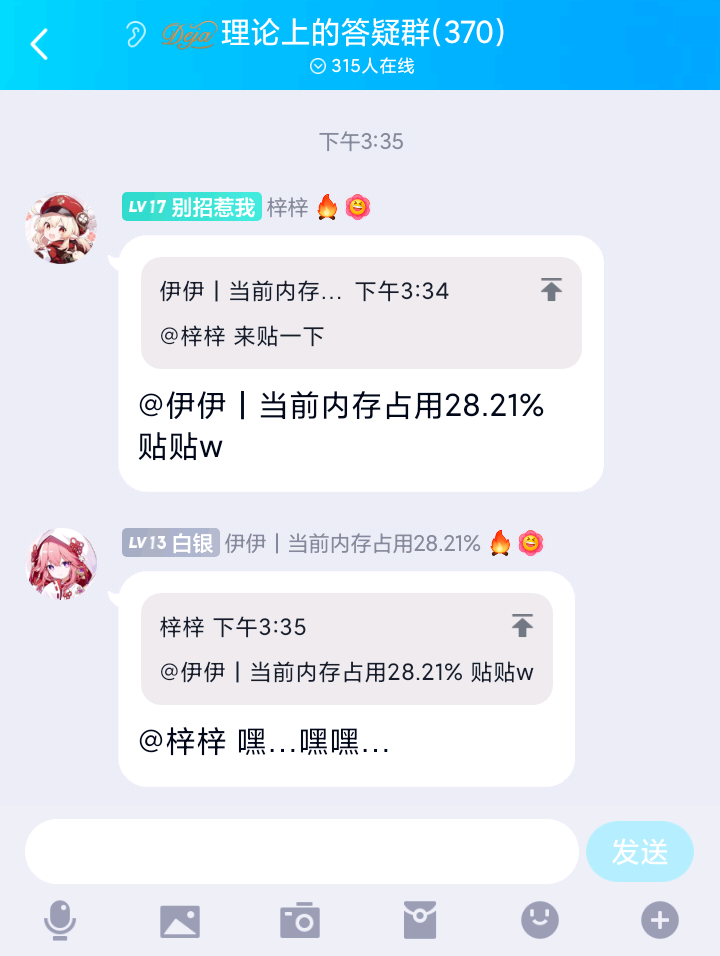 Deja理论上的答疑群(370)
315人在线
下午3:35
LV17 别招惹我 梓梓
伊伊丨当前内存... 下午3:34
@梓梓 来贴一下
@伊伊丨当前内存占用28.21%
贴贴w
LV13 白银 伊伊丨当前内存占用28.21%
梓梓 下午3:35
@伊伊丨当前内存占用28.21% 贴贴w
@梓梓 嘿...嘿嘿...
发送